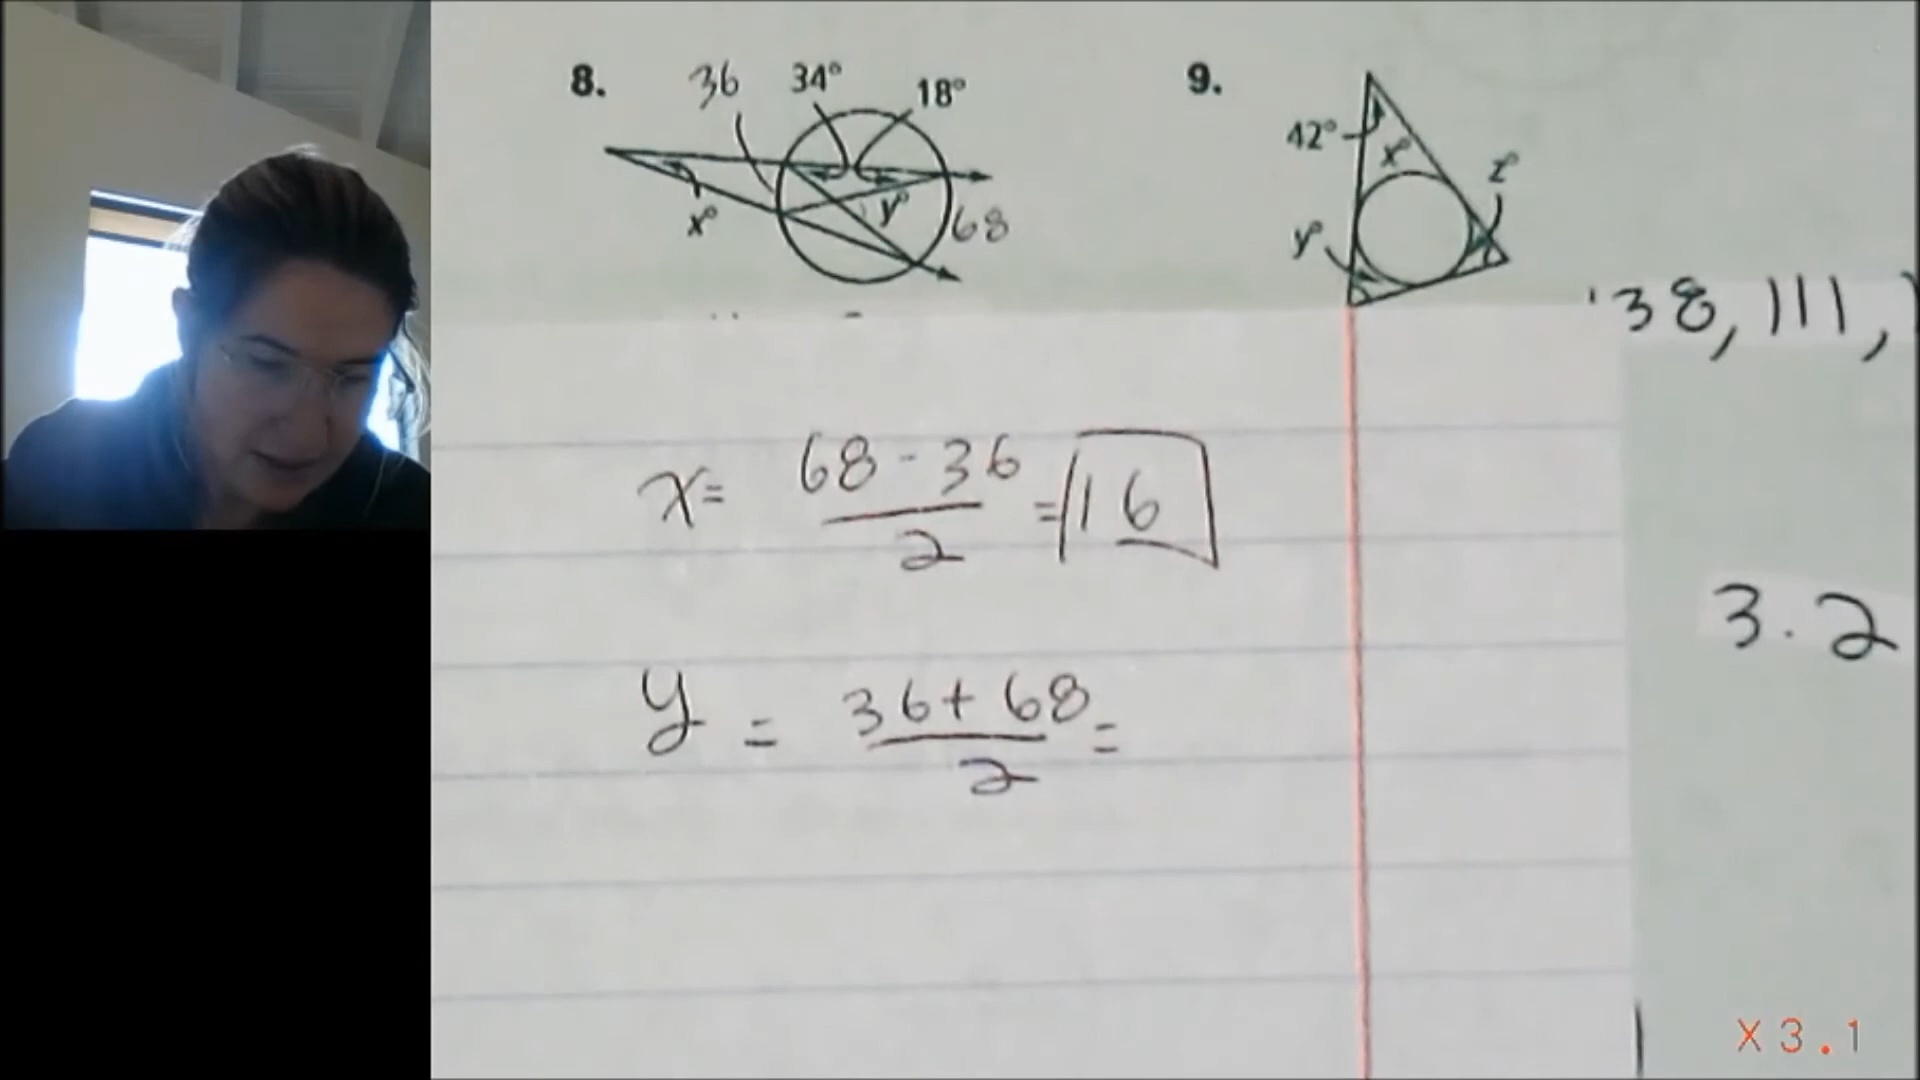 8. 36 34° 18° 9.
42° x° z°
x° y° 68 y°
38, 111,
x = 68 - 36 / 2 = 16
3.2
y = 36 + 68 / 2 =
X3.1